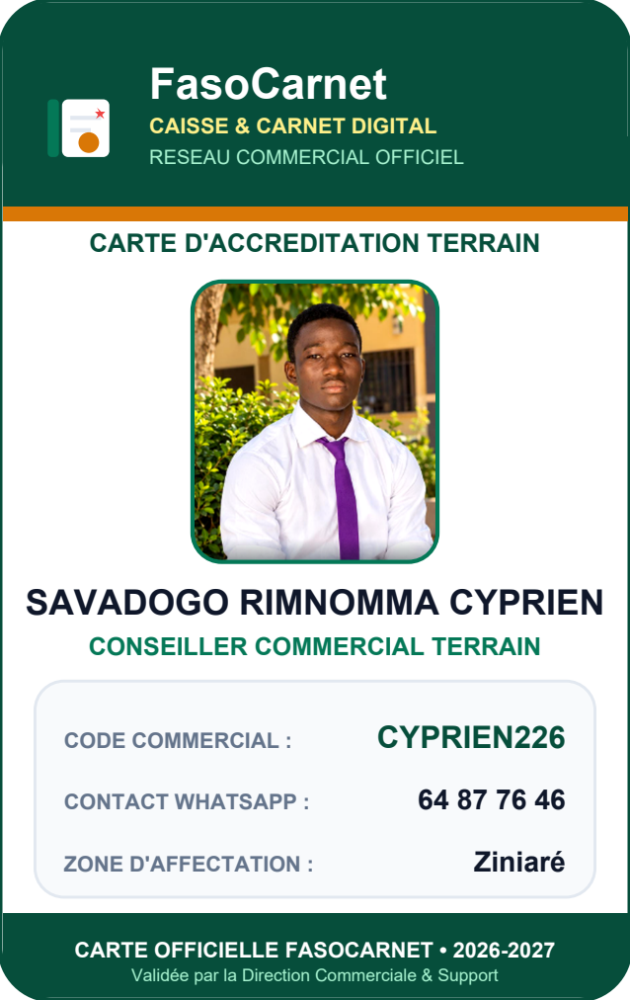 FasoCarnet
CAISSE & CARNET DIGITAL
RESEAU COMMERCIAL OFFICIEL
CARTE D'ACCREDITATION TERRAIN
SAVADOGO RIMNOMMA CYPRIEN
CONSEILLER COMMERCIAL TERRAIN
CODE COMMERCIAL : CYPRIEN226
CONTACT WHATSAPP : 64 87 76 46
ZONE D'AFFECTATION : Ziniaré
CARTE OFFICIELLE FASOCARNET • 2026-2027
Validée par la Direction Commerciale & Support